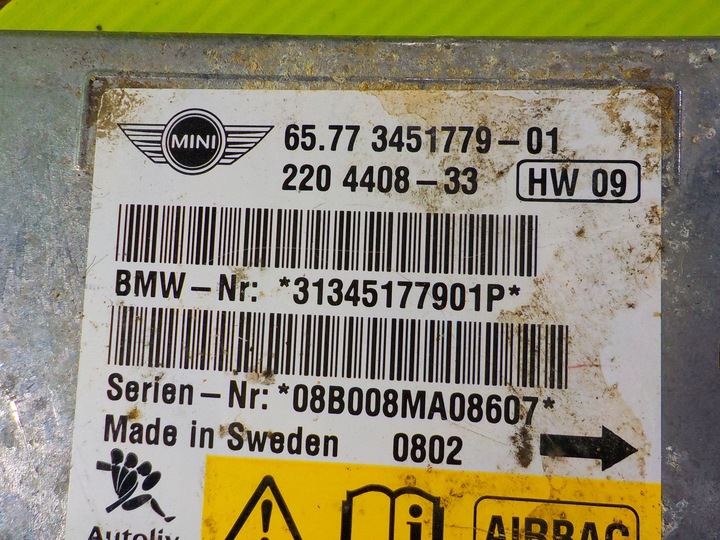 MINI
65.77 3451779-01
220 4408-33 HW 09
BMW-Nr: *31345177901P*
Serien-Nr: *08B008MA08607*
Made in Sweden 0802
Autoliv
AIRBAG